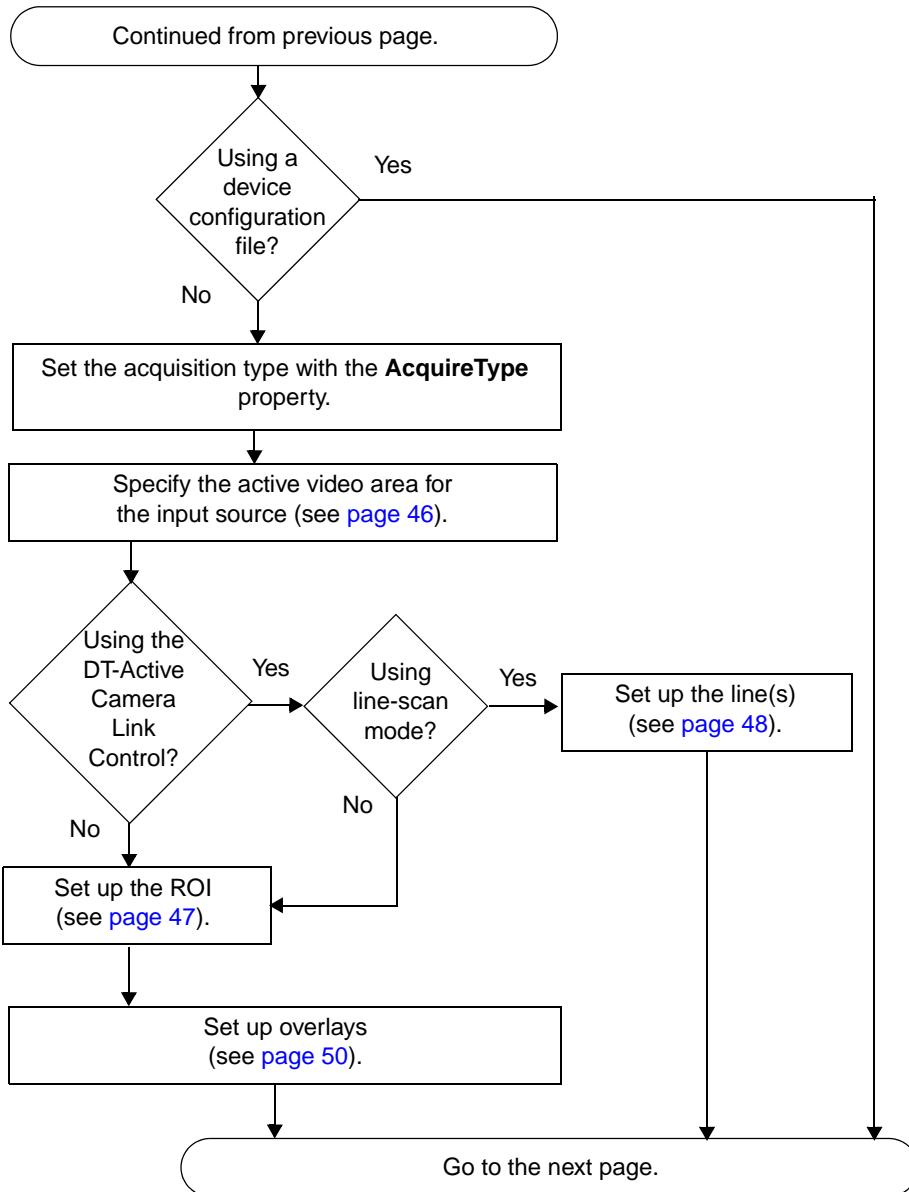 Continued from previous page.
Using a
device
configuration
file?
Yes
No
Set the acquisition type with the AcquireType
property.
Specify the active video area for
the input source (see page 46).
Using the
DT-Active
Camera
Link
Control?
Yes
Using
line-scan
mode?
Yes
Set up the line(s)
(see page 48).
No
No
Set up the ROI
(see page 47).
Set up overlays
(see page 50).
Go to the next page.